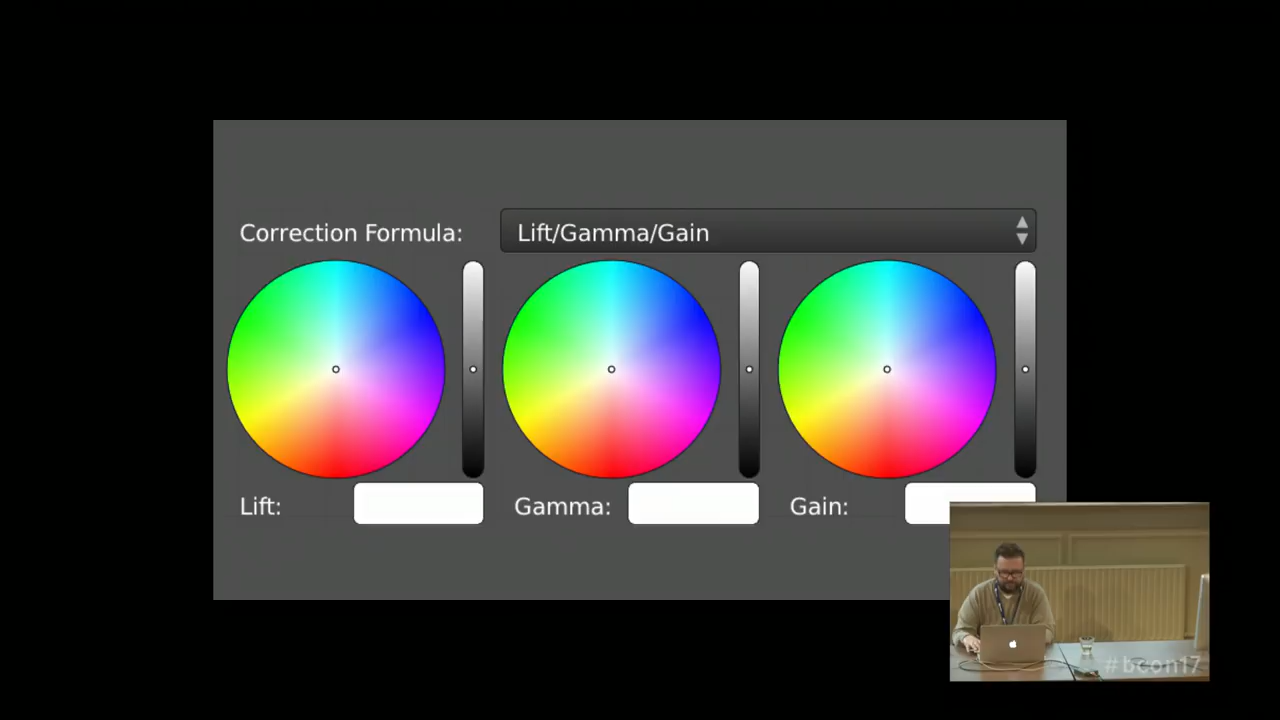 Correction Formula:
Lift/Gamma/Gain
Lift:
Gamma:
Gain:
#bcon17